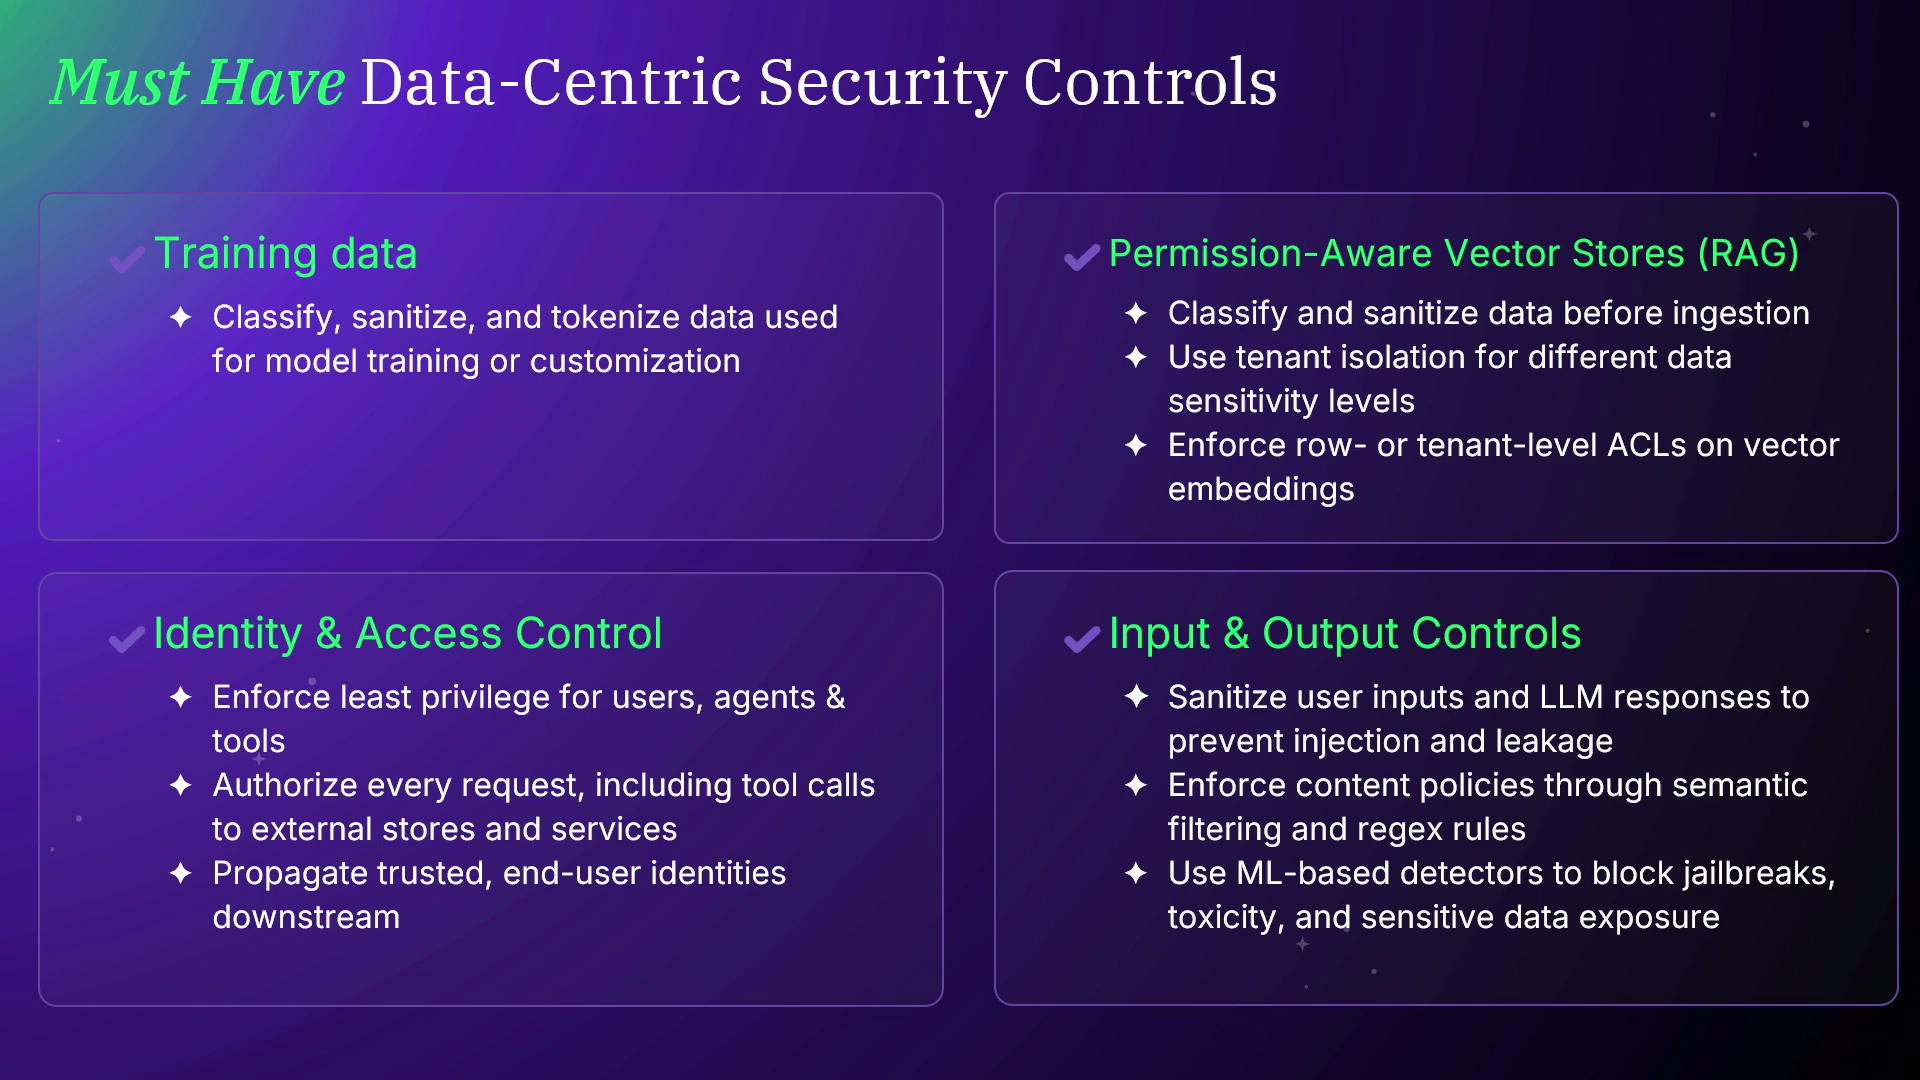 Must Have Data-Centric Security Controls
Training data
Classify, sanitize, and tokenize data used
for model training or customization
Permission-Aware Vector Stores (RAG)
Classify and sanitize data before ingestion
Use tenant isolation for different data
sensitivity levels
Enforce row- or tenant-level ACLs on vector
embeddings
Identity & Access Control
Enforce least privilege for users, agents &
tools
Authorize every request, including tool calls
to external stores and services
Propagate trusted, end-user identities
downstream
Input & Output Controls
Sanitize user inputs and LLM responses to
prevent injection and leakage
Enforce content policies through semantic
filtering and regex rules
Use ML-based detectors to block jailbreaks,
toxicity, and sensitive data exposure